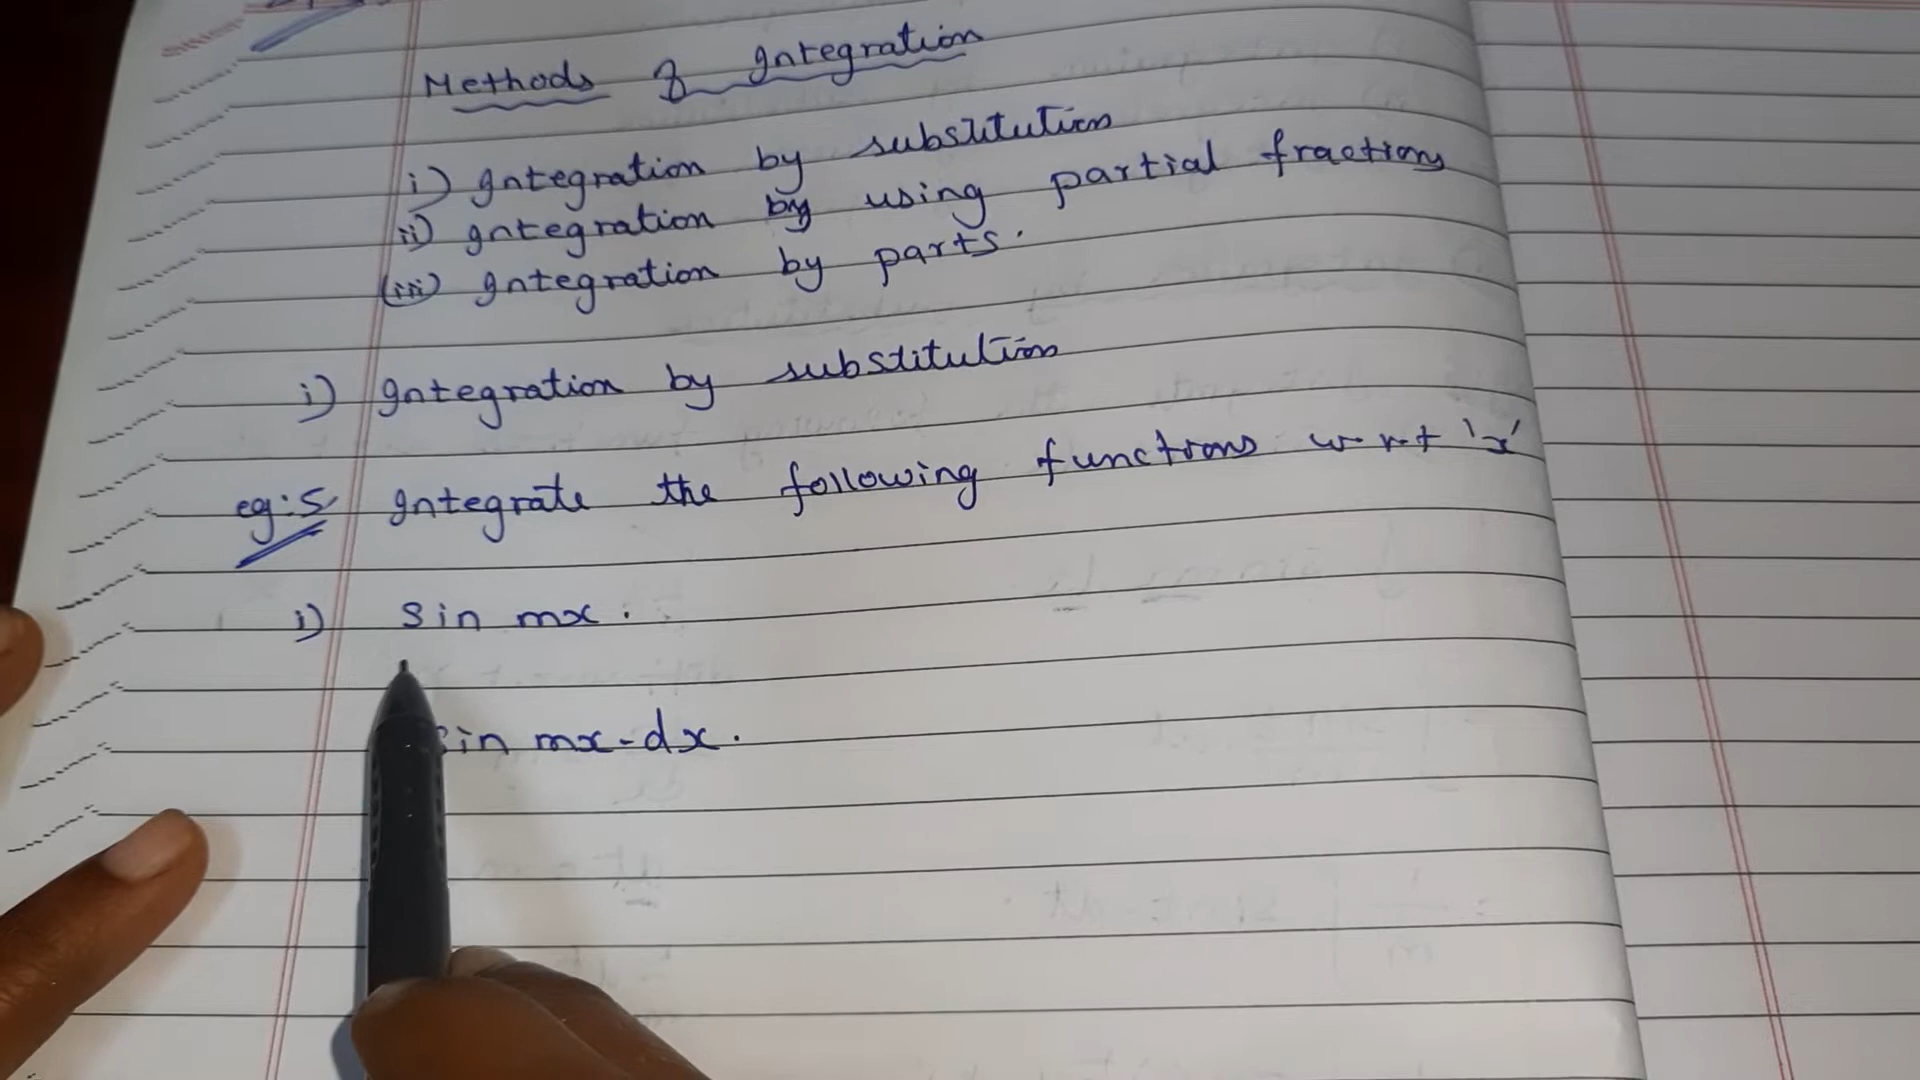 Methods of Integration
i) Integration by substitution
ii) Integration by using partial fractions
(iii) Integration by parts.
i) Integration by substitution
eg:5 Integrate the following functions w.r.t 'x'
i) sin mx.
sin mx-dx.